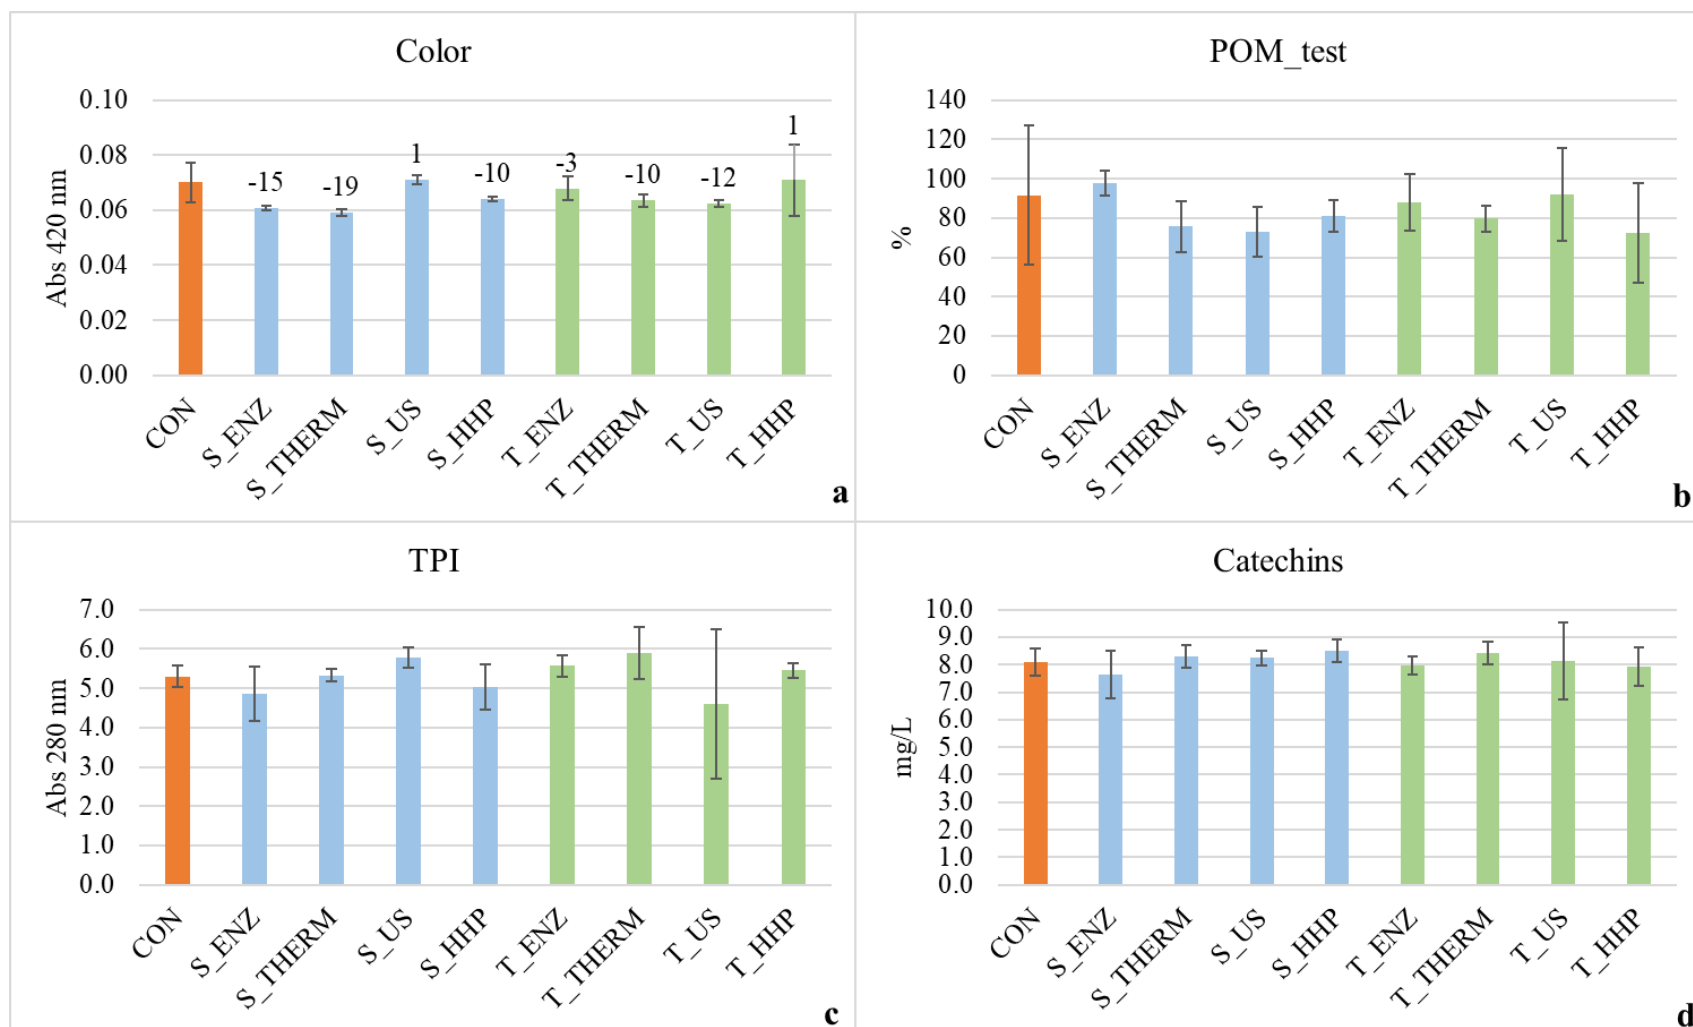 Color
Abs 420 nm
0.10
0.08
0.06
0.04
0.02
0.00
-15
-19
1
-10
-3
-10
-12
1
CON
S_ENZ
S_THERM
S_US
S_HHP
T_ENZ
T_THERM
T_US
T_HHP
a
POM_test
%
140
120
100
80
60
40
20
0
CON
S_ENZ
S_THERM
S_US
S_HHP
T_ENZ
T_THERM
T_US
T_HHP
b
TPI
Abs 280 nm
7.0
6.0
5.0
4.0
3.0
2.0
1.0
0.0
CON
S_ENZ
S_THERM
S_US
S_HHP
T_ENZ
T_THERM
T_US
T_HHP
c
Catechins
mg/L
10.0
9.0
8.0
7.0
6.0
5.0
4.0
3.0
2.0
1.0
0.0
CON
S_ENZ
S_THERM
S_US
S_HHP
T_ENZ
T_THERM
T_US
T_HHP
d